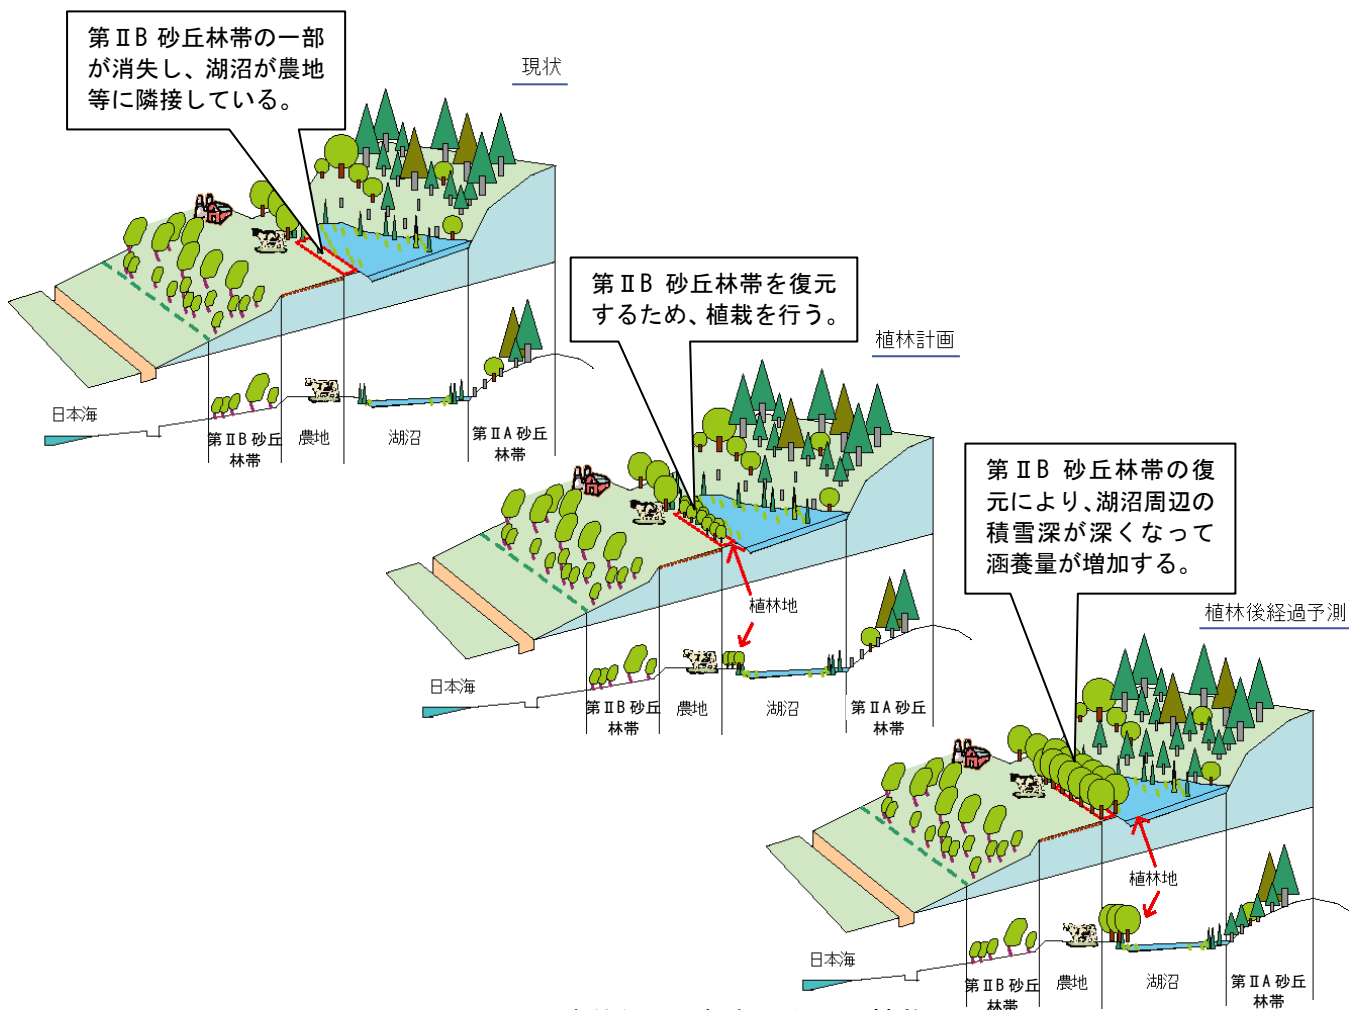 第ⅡB 砂丘林帯の一部
が消失し、湖沼が農地
等に隣接している。
現状
日本海
第ⅡB 砂丘
林帯
農地
湖沼
第ⅡA 砂丘
林帯
第ⅡB 砂丘林帯を復元
するため、植栽を行う。
植林計画
植林地
日本海
第ⅡB 砂丘
林帯
農地
湖沼
第ⅡA 砂丘
林帯
第ⅡB 砂丘林帯の復
元により、湖沼周辺の
積雪深が深くなって
涵養量が増加する。
植林後経過予測
植林地
日本海
第ⅡB 砂丘
林帯
農地
湖沼
第ⅡA 砂丘
林帯